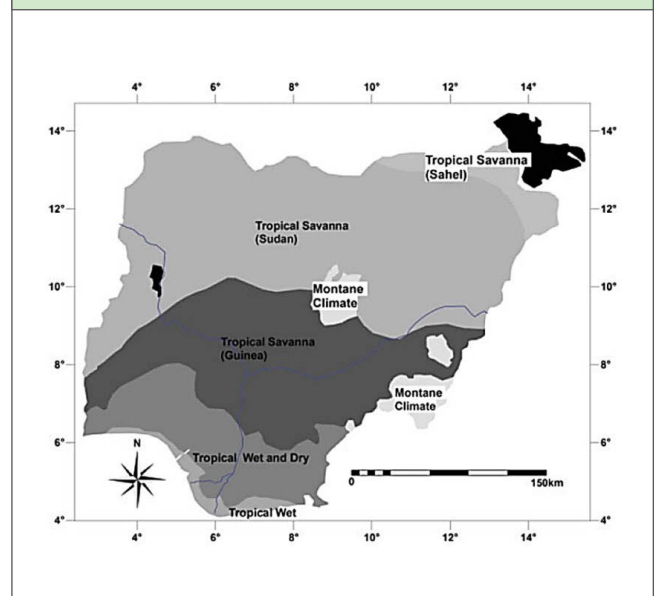 4° 6° 8° 10° 12° 14°
14° 14°
Tropical Savanna
(Sahel)
12° 12°
Tropical Savanna
(Sudan)
10° 10°
Montane
Climate
Tropical Savanna
(Guinea)
8° 8°
Montane
Climate
6° 6°
N
Tropical Wet and Dry
0 150km
Tropical Wet
4° 4°
4° 6° 8° 10° 12° 14°